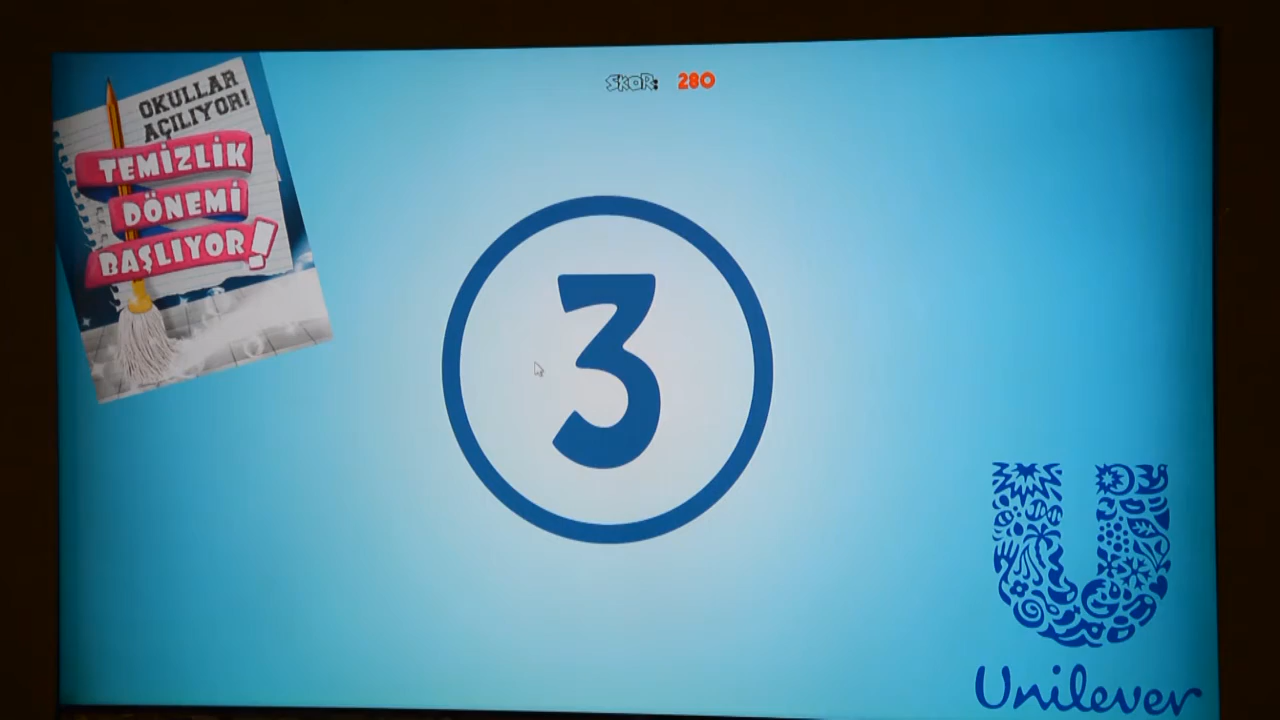 SKOR: 280
OKULLAR
AÇILIYOR!
TEMİZLİK
DÖNEMİ
BAŞLIYOR!
3
Unilever